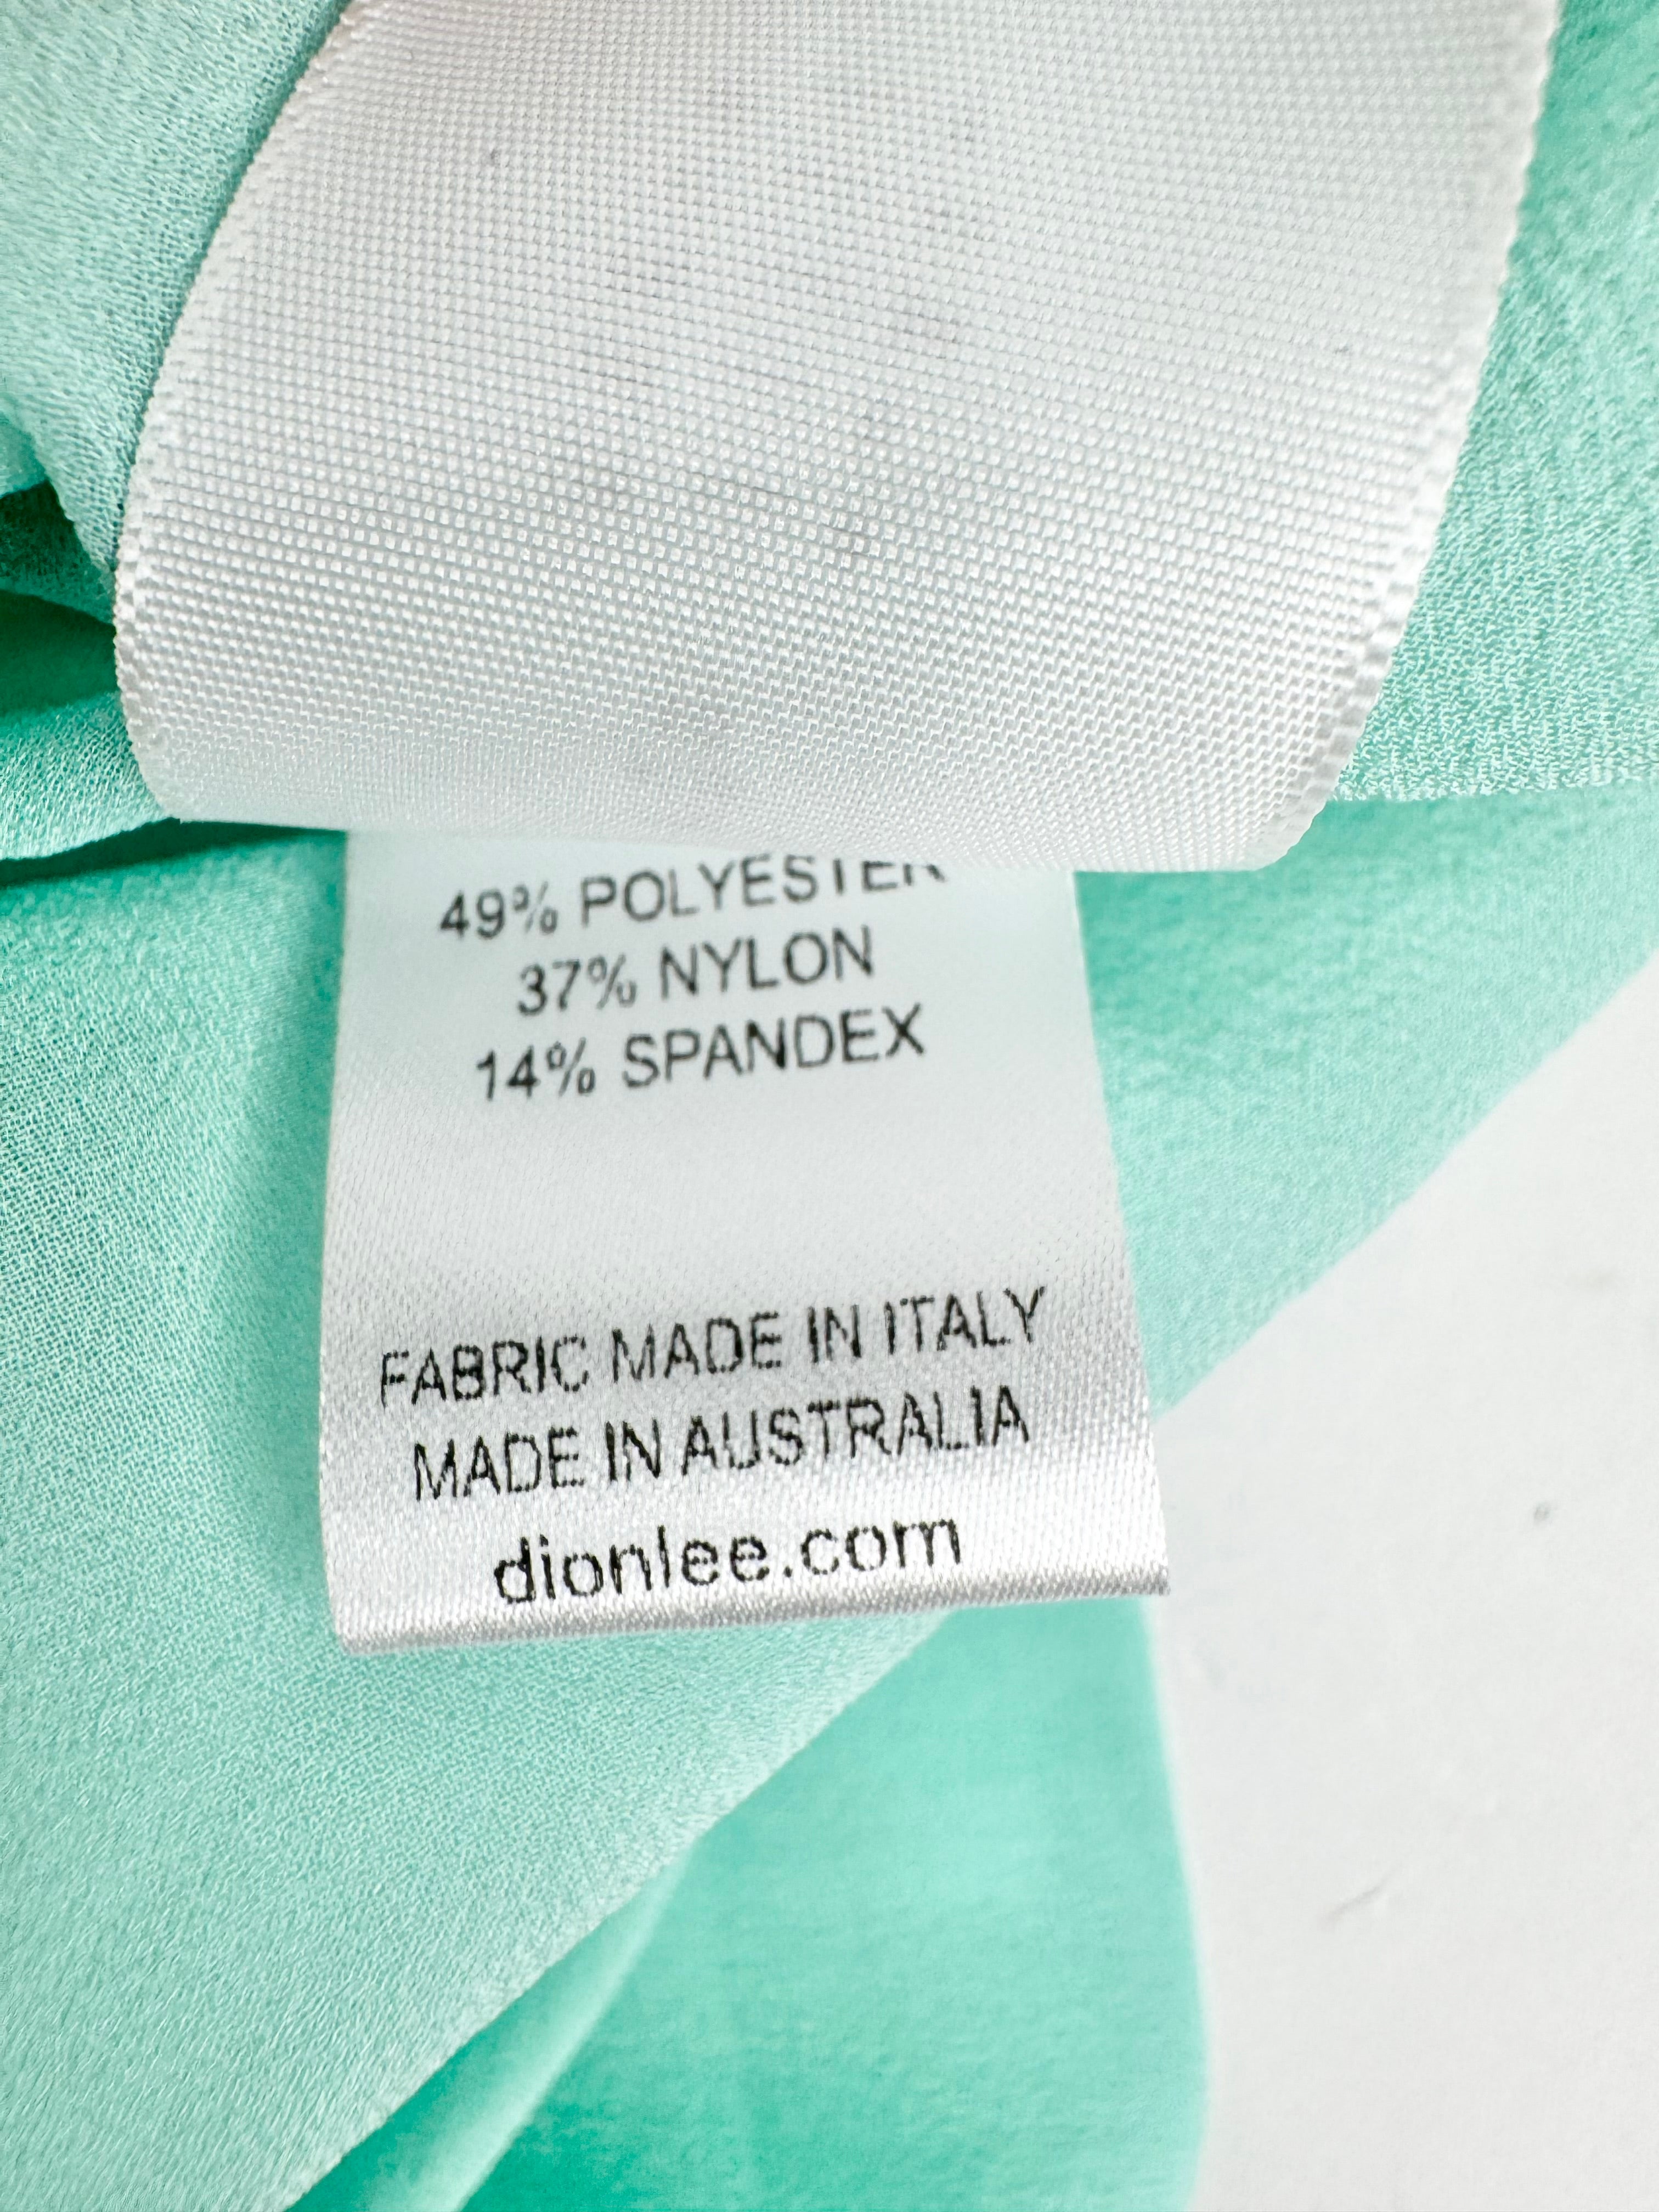 49% POLYESTER
37% NYLON
14% SPANDEX
FABRIC MADE IN ITALY
MADE IN AUSTRALIA
dionlee.com